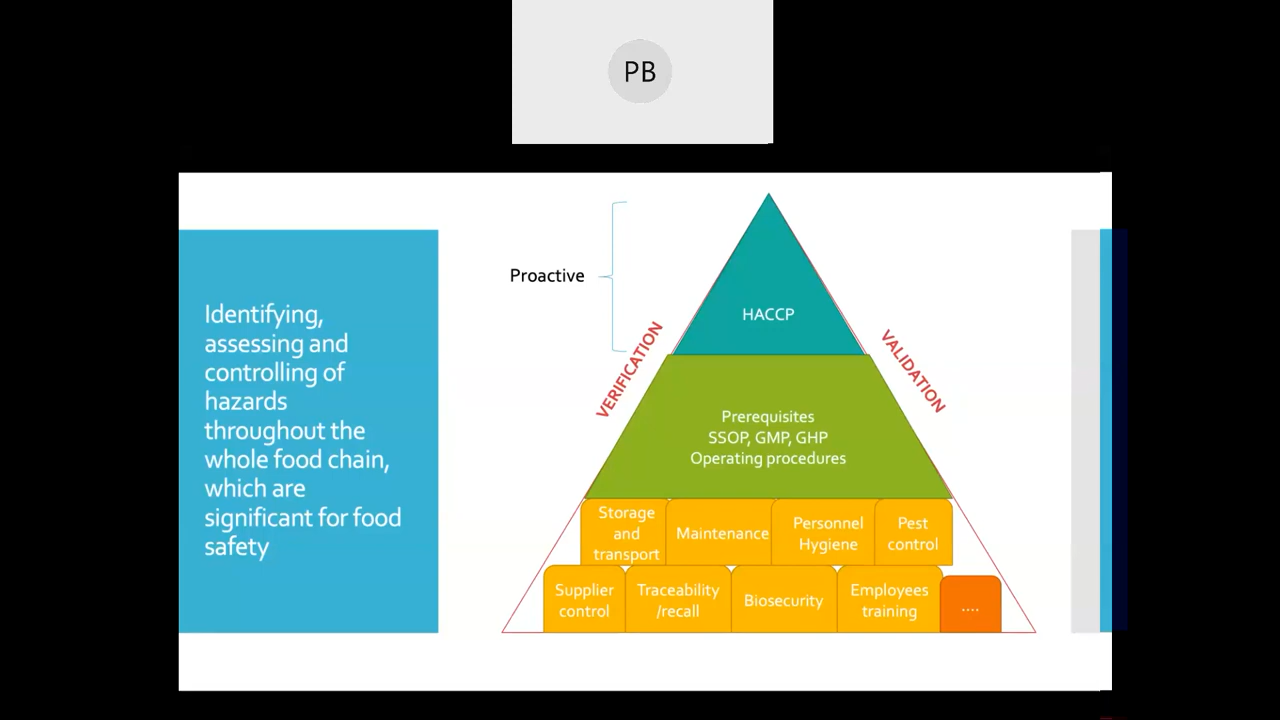 PB
Identifying,
assessing and
controlling of
hazards
throughout the
whole food chain,
which are
significant for food
safety
Proactive
HACCP
VERIFICATION
VALIDATION
Prerequisites
SSOP, GMP, GHP
Operating procedures
Storage
and
transport
Maintenance
Personnel
Hygiene
Pest
control
Supplier
control
Traceability
/recall
Biosecurity
Employees
training
....